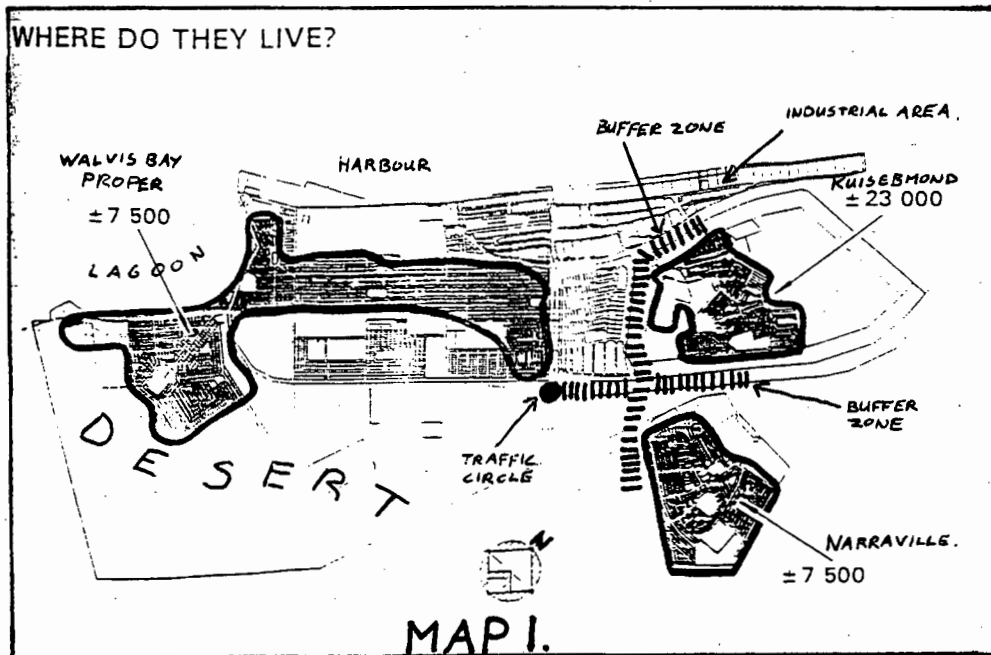 WHERE DO THEY LIVE?
INDUSTRIAL AREA.
BUFFER ZONE
HARBOUR
WALVIS BAY
PROPER
±7 500
KUISEBMOND
±23 000
LAGOON
BUFFER
ZONE
TRAFFIC
CIRCLE
DESERT
N
NARRAVILLE.
±7 500
MAP 1.